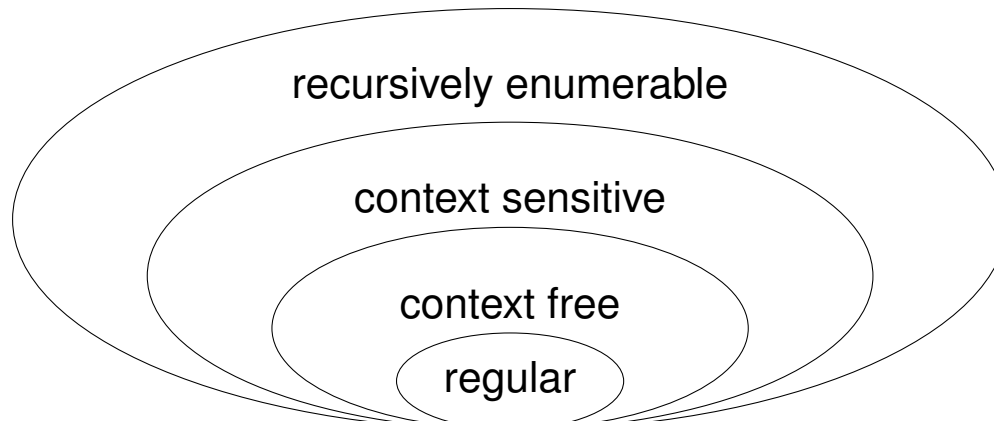 recursively enumerable
context sensitive
context free
regular